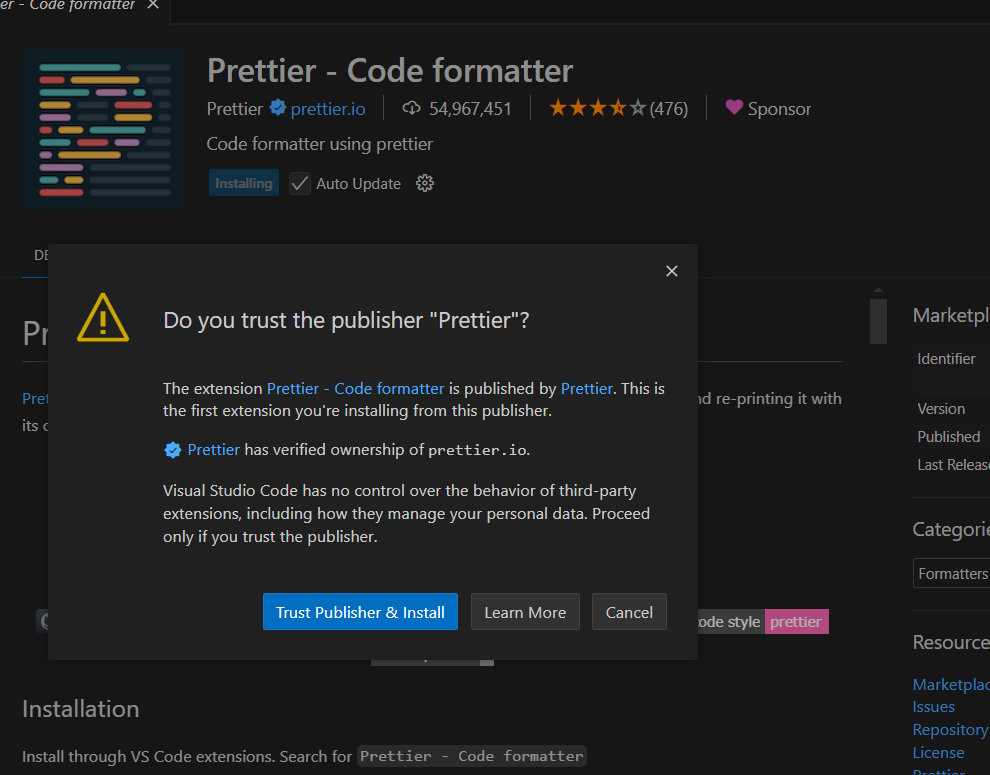 er - Code formatter
Prettier - Code formatter
Prettier prettier.io 54,967,451 (476) Sponsor
Code formatter using prettier
Installing Auto Update
DE
Do you trust the publisher "Prettier"?
The extension Prettier - Code formatter is published by Prettier. This is
the first extension you're installing from this publisher.
Prettier has verified ownership of prettier.io.
Visual Studio Code has no control over the behavior of third-party
extensions, including how they manage your personal data. Proceed
only if you trust the publisher.
Trust Publisher & Install Learn More Cancel
Pr
Pret nd re-printing it with
its c
ode style prettier
Installation
Install through VS Code extensions. Search for Prettier - Code formatter
Marketpl
Identifier
Version
Published
Last Releas
Categorie
Formatters
Resource
Marketplac
Issues
Repository
License
Prettier